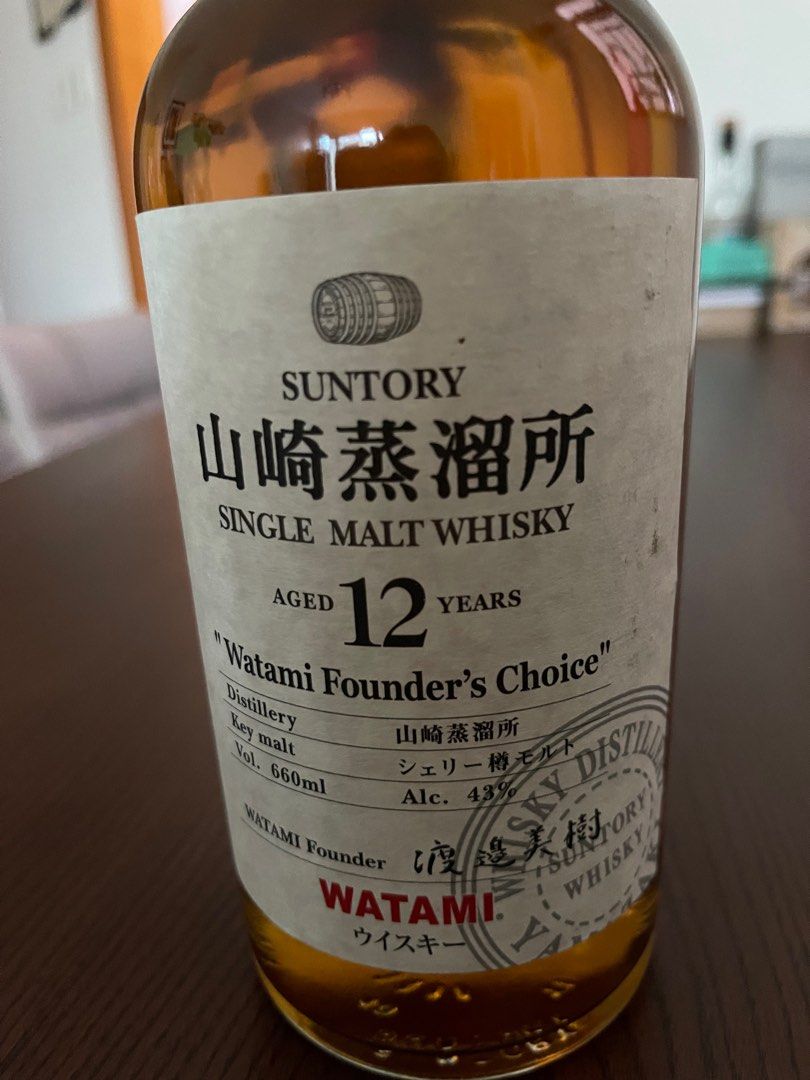 SUNTORY
山崎蒸溜所
SINGLE MALT WHISKY
AGED 12 YEARS
"Watami Founder's Choice"
Distillery 山崎蒸溜所
Key malt シェリー樽モルト
Vol. 660ml Alc. 43%
WATAMI Founder 渡邉美樹
WATAMI
ウイスキー
WHISKY DISTILLE
SUNTORY
WHISKY